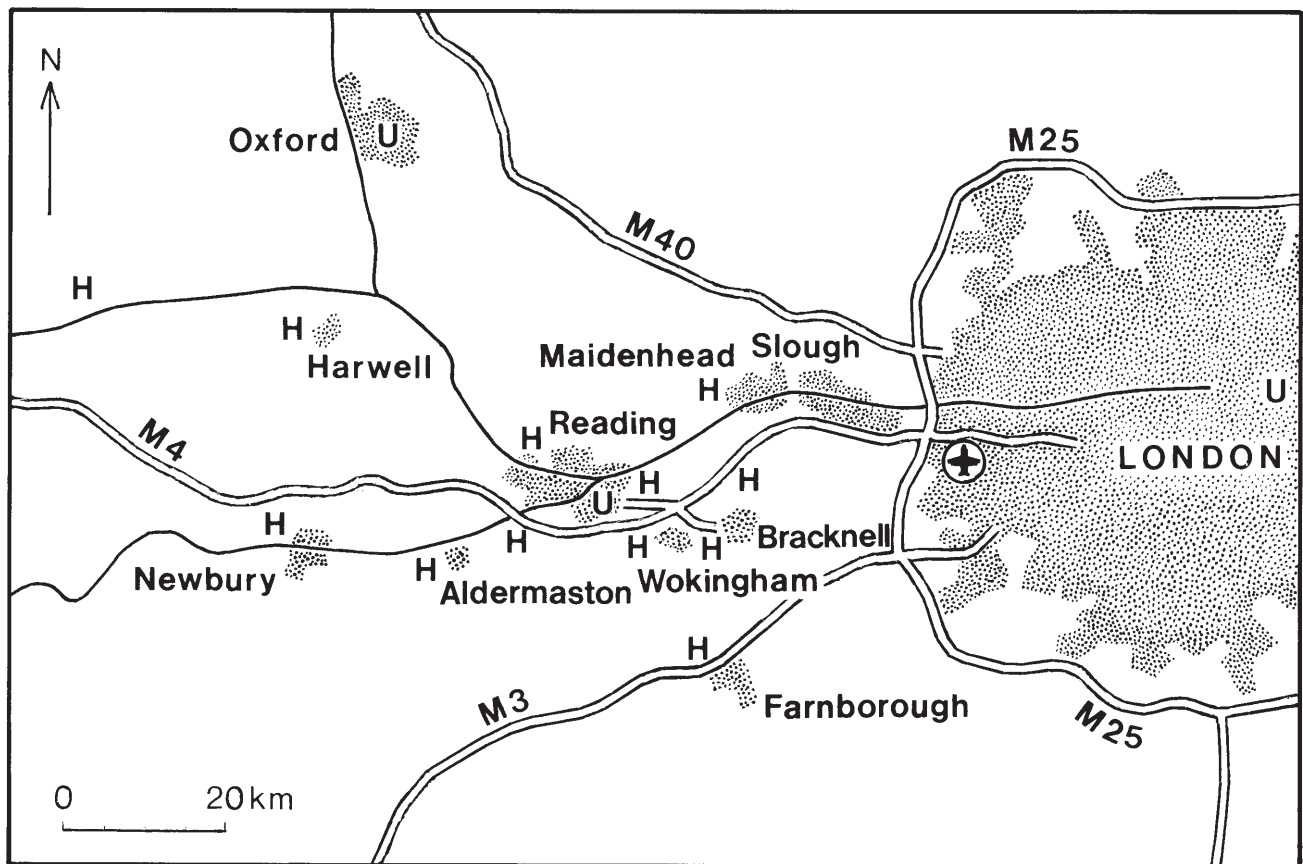 N
M25
Oxford
U
M40
H
H
Harwell
Maidenhead
Slough
H
U
M4
H
Reading
LONDON
H
H
U
H
Newbury
H
H
H
H
Bracknell
Aldermaston
Wokingham
H
M3
Farnborough
M25
0
20km